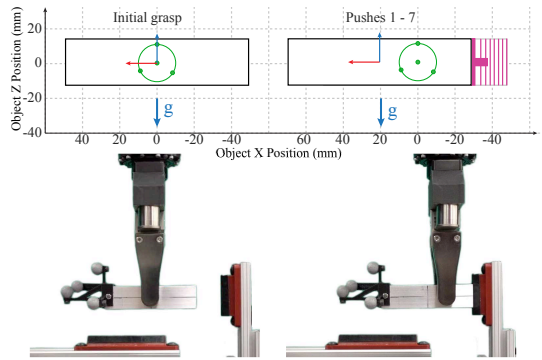 Initial grasp
Pushes 1 - 7
Object Z Position (mm)
20
0
-20
-40
g
g
40 20 0 -20 -40
60 40 20 0 -20 -40
Object X Position (mm)